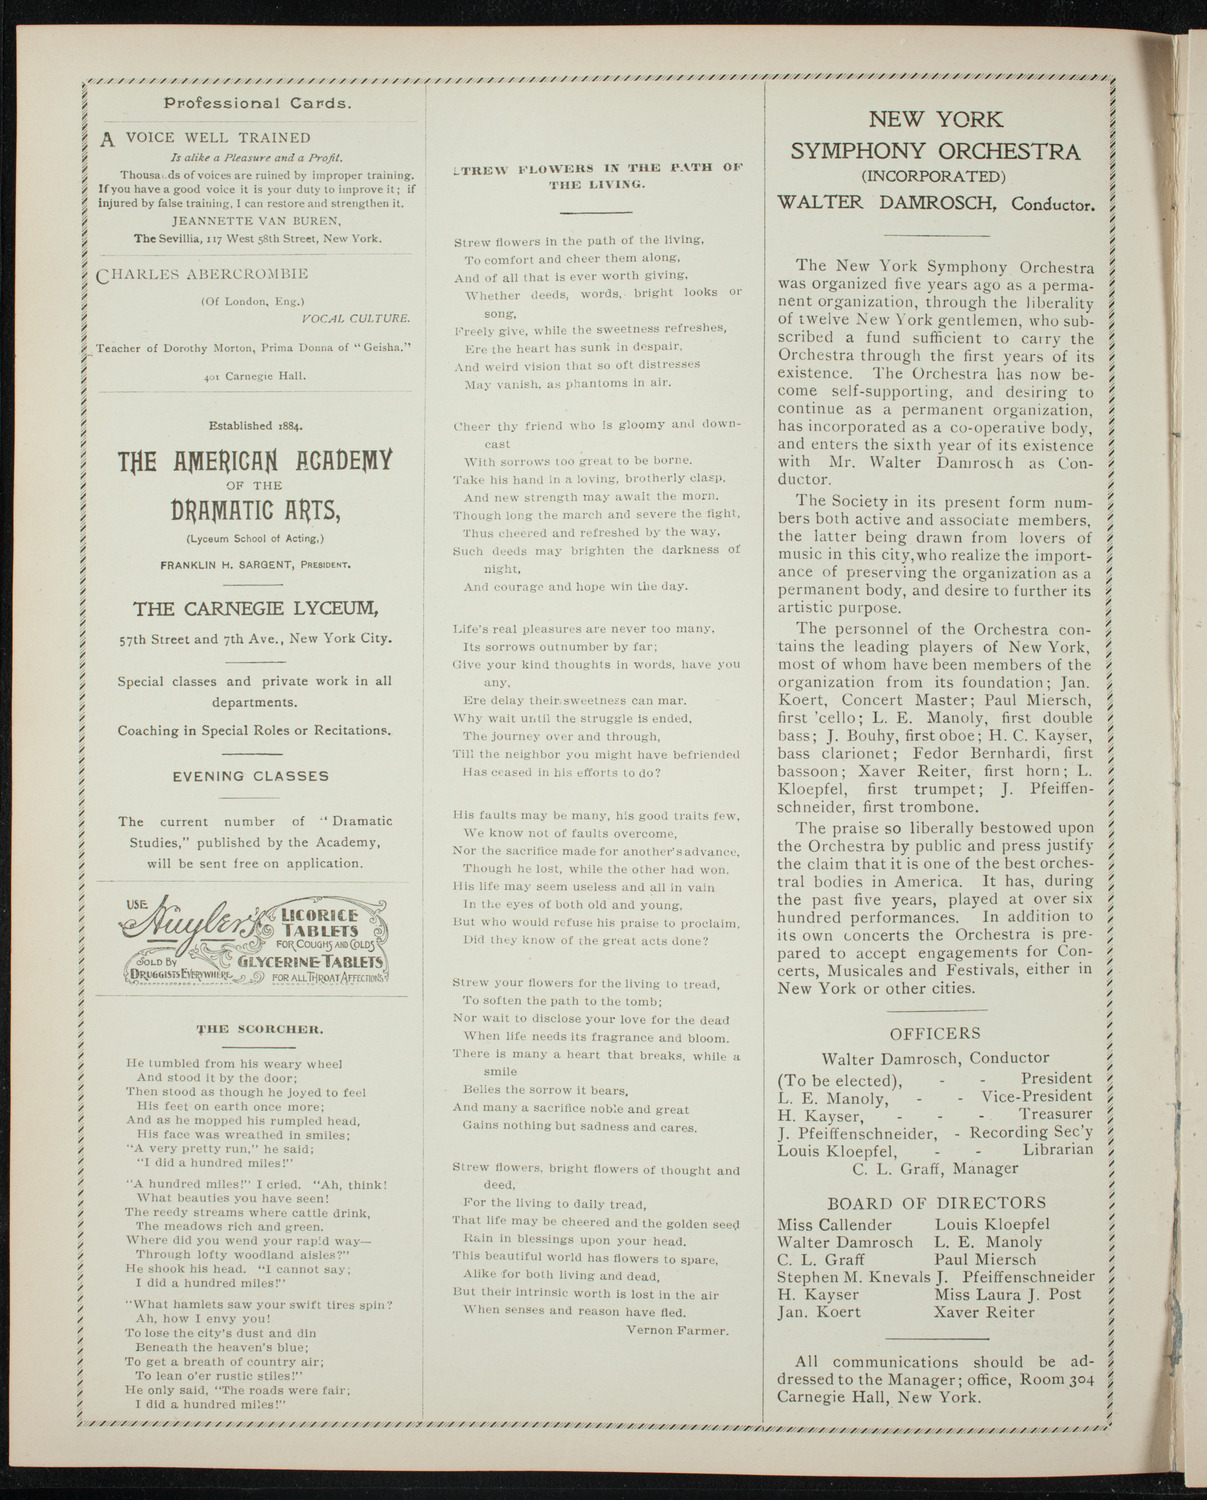 Professional Cards.
A VOICE WELL TRAINED
Is alike a Pleasure and a Profit.
Thousa ds of voices are ruined by improper training.
If you have a good voice it is your duty to improve it; if
injured by false training, I can restore and strengthen it.
JEANNETTE VAN BUREN,
The Sevillia, 117 West 58th Street, New York.
CHARLES ABERCROMBIE
(Of London, Eng.)
VOCAL CULTURE.
Teacher of Dorothy Morton, Prima Donna of "Geisha."
401 Carnegie Hall.
Established 1884.
THE AMERICAN ACADEMY
OF THE
DRAMATIC ARTS,
(Lyceum School of Acting,)
FRANKLIN H. SARGENT, PRESIDENT.
THE CARNEGIE LYCEUM,
57th Street and 7th Ave., New York City.
Special classes and private work in all
departments.
Coaching in Special Roles or Recitations.
EVENING CLASSES
The current number of "Dramatic
Studies," published by the Academy,
will be sent free on application.
USE Huyler's LICORICE TABLETS
FOR COUGHS AND COLDS
SOLD BY DRUGGISTS EVERYWHERE
GLYCERINE TABLETS
FOR ALL THROAT AFFECTIONS
THE SCORCHER.
He tumbled from his weary wheel
And stood it by the door;
Then stood as though he joyed to feel
His feet on earth once more;
And as he mopped his rumpled head,
His face was wreathed in smiles;
"A very pretty run," he said;
"I did a hundred miles!"
"A hundred miles!" I cried. "Ah, think!
What beauties you have seen!
The reedy streams where cattle drink,
The meadows rich and green.
Where did you wend your rapid way—
Through lofty woodland aisles?"
He shook his head. "I cannot say;
I did a hundred miles!"
"What hamlets saw your swift tires spin?
Ah, how I envy you!
To lose the city's dust and din
Beneath the heaven's blue;
To get a breath of country air;
To lean o'er rustic stiles!"
He only said, "The roads were fair;
I did a hundred miles!"
STREW FLOWERS IN THE PATH OF
THE LIVING.
Strew flowers in the path of the living,
To comfort and cheer them along,
And of all that is ever worth giving,
Whether deeds, words, bright looks or
song,
Freely give, while the sweetness refreshes,
Ere the heart has sunk in despair,
And weird vision that so oft distresses
May vanish, as phantoms in air.
Cheer thy friend who is gloomy and down-
cast
With sorrows too great to be borne.
Take his hand in a loving, brotherly clasp,
And new strength may await the morn.
Though long the march and severe the fight,
Thus cheered and refreshed by the way,
Such deeds may brighten the darkness of
night,
And courage and hope win the day.
Life's real pleasures are never too many,
Its sorrows outnumber by far;
Give your kind thoughts in words, have you
any,
Ere delay their sweetness can mar.
Why wait until the struggle is ended,
The journey over and through,
Till the neighbor you might have befriended
Has ceased in his efforts to do?
His faults may be many, his good traits few,
We know not of faults overcome,
Nor the sacrifice made for another's advance,
Though he lost, while the other had won.
His life may seem useless and all in vain
In the eyes of both old and young,
But who would refuse his praise to proclaim,
Did they know of the great acts done?
Strew your flowers for the living to tread,
To soften the path to the tomb;
Nor wait to disclose your love for the dead
When life needs its fragrance and bloom.
There is many a heart that breaks, while a
smile
Belies the sorrow it bears,
And many a sacrifice noble and great
Gains nothing but sadness and cares.
Strew flowers, bright flowers of thought and
deed,
For the living to daily tread,
That life may be cheered and the golden seed
Rain in blessings upon your head.
This beautiful world has flowers to spare,
Alike for both living and dead,
But their intrinsic worth is lost in the air
When senses and reason have fled.
Vernon Farmer.
NEW YORK
SYMPHONY ORCHESTRA
(INCORPORATED)
WALTER DAMROSCH, Conductor.
The New York Symphony Orchestra
was organized five years ago as a perma-
nent organization, through the liberality
of twelve New York gentlemen, who sub-
scribed a fund sufficient to carry the
Orchestra through the first years of its
existence. The Orchestra has now be-
come self-supporting, and desiring to
continue as a permanent organization,
has incorporated as a co-operative body,
and enters the sixth year of its existence
with Mr. Walter Damrosch as Con-
ductor.
The Society in its present form num-
bers both active and associate members,
the latter being drawn from lovers of
music in this city, who realize the import-
ance of preserving the organization as a
permanent body, and desire to further its
artistic purpose.
The personnel of the Orchestra con-
tains the leading players of New York,
most of whom have been members of the
organization from its foundation; Jan.
Koert, Concert Master; Paul Miersch,
first 'cello; L. E. Manoly, first double
bass; J. Bouhy, first oboe; H. C. Kayser,
bass clarionet; Fedor Bernhardi, first
bassoon; Xaver Reiter, first horn; L.
Kloepfel, first trumpet; J. Pfeiffen-
schneider, first trombone.
The praise so liberally bestowed upon
the Orchestra by public and press justify
the claim that it is one of the best orches-
tral bodies in America. It has, during
the past five years, played at over six
hundred performances. In addition to
its own concerts the Orchestra is pre-
pared to accept engagements for Con-
certs, Musicales and Festivals, either in
New York or other cities.
OFFICERS
Walter Damrosch, Conductor
(To be elected), - - President
L. E. Manoly, - - Vice-President
H. Kayser, - - - Treasurer
J. Pfeiffenschneider, - Recording Sec'y
Louis Kloepfel, - - Librarian
C. L. Graff, Manager
BOARD OF DIRECTORS
Miss Callender Louis Kloepfel
Walter Damrosch L. E. Manoly
C. L. Graff Paul Miersch
Stephen M. Knevals J. Pfeiffenschneider
H. Kayser Miss Laura J. Post
Jan. Koert Xaver Reiter
All communications should be ad-
dressed to the Manager; office, Room 304
Carnegie Hall, New York.